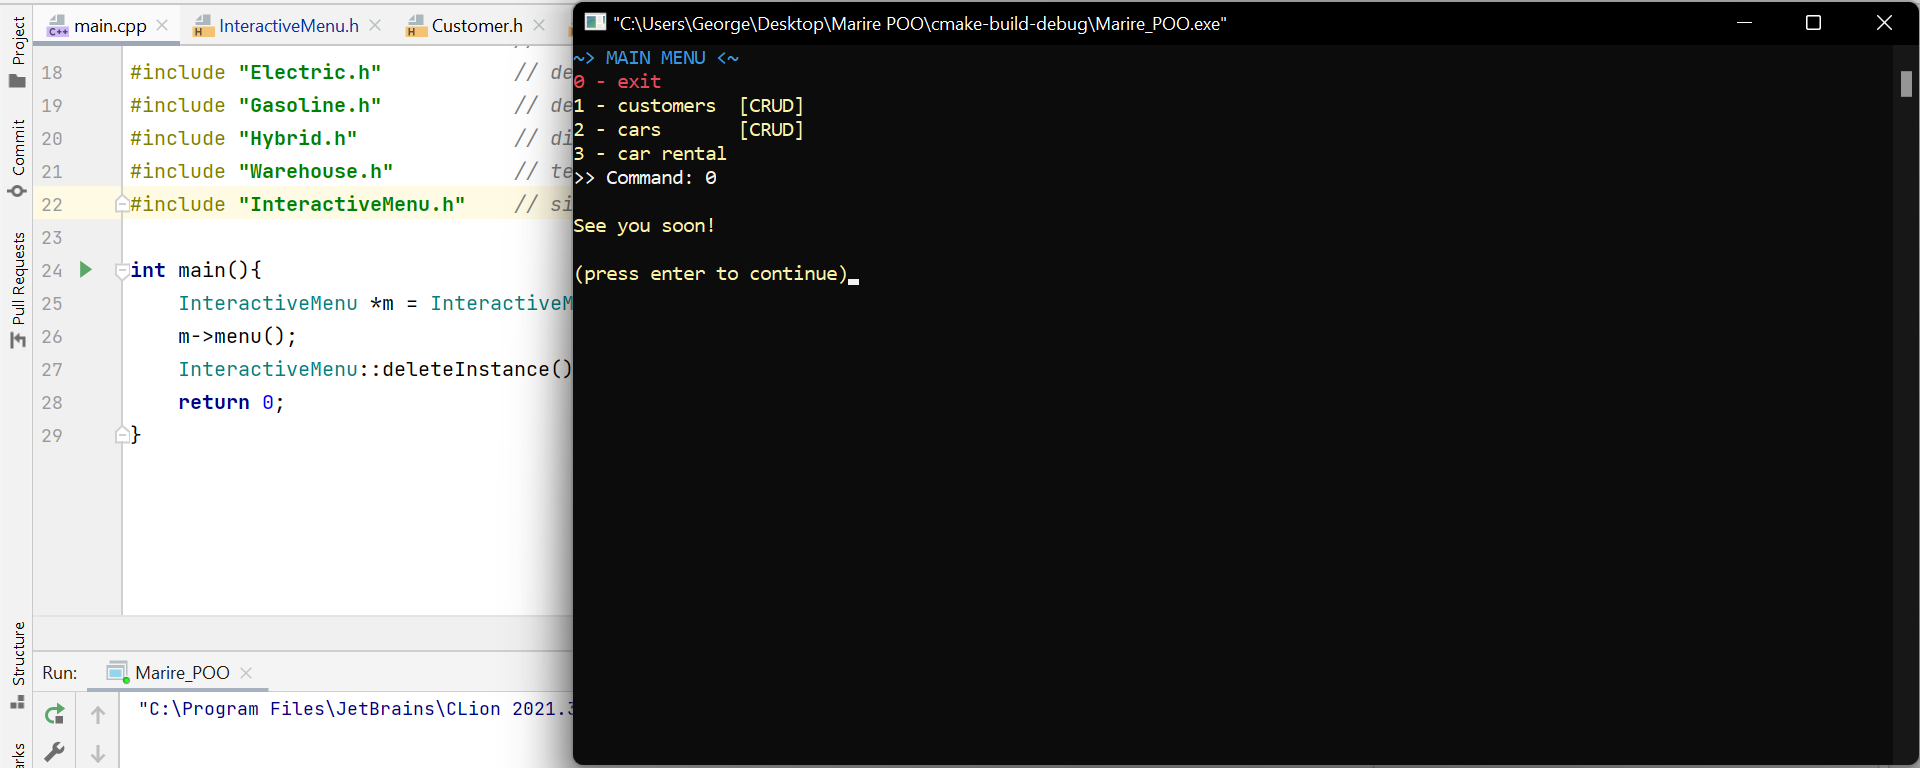 Project
Commit
Pull Requests
Structure
main.cpp
InteractiveMenu.h
Customer.h
18 #include "Electric.h" // de
19 #include "Gasoline.h" // de
20 #include "Hybrid.h" // di
21 #include "Warehouse.h" // te
22 #include "InteractiveMenu.h" // si
23
24 int main(){
25 InteractiveMenu *m = InteractiveM
26 m->menu();
27 InteractiveMenu::deleteInstance()
28 return 0;
29 }
Run: Marire_POO
"C:\Program Files\JetBrains\CLion 2021.3
"C:\Users\George\Desktop\Marire POO\cmake-build-debug\Marire_POO.exe"
~> MAIN MENU <~
0 - exit
1 - customers [CRUD]
2 - cars [CRUD]
3 - car rental
>> Command: 0
See you soon!
(press enter to continue)